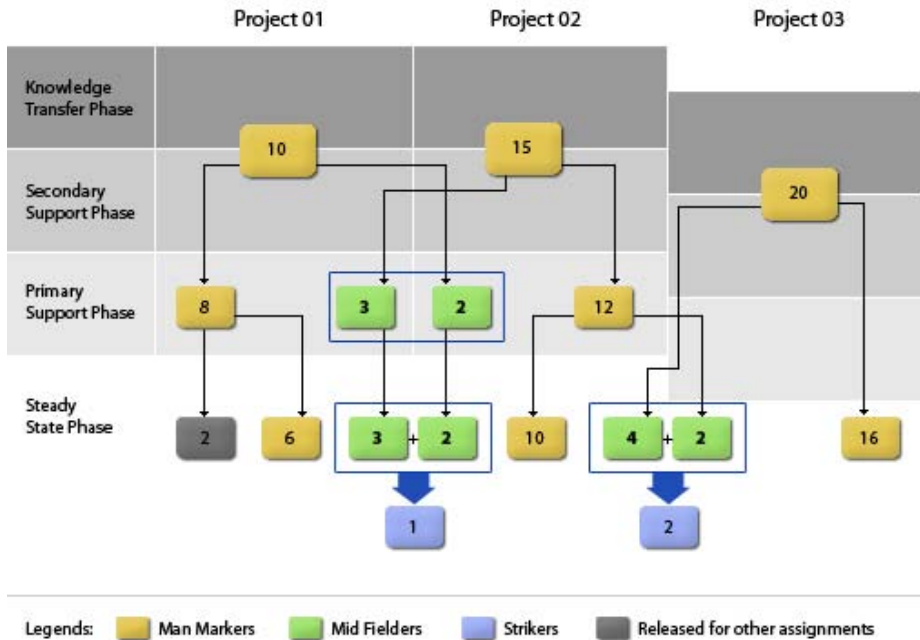 Project 01 Project 02 Project 03
Knowledge
Transfer Phase
10 15
Secondary
Support Phase
20
Primary
Support Phase
8 3 2 12
Steady
State Phase
2 6 3 + 2 10 4 + 2 16
1 2
Legends: Man Markers Mid Fielders Strikers Released for other assignments